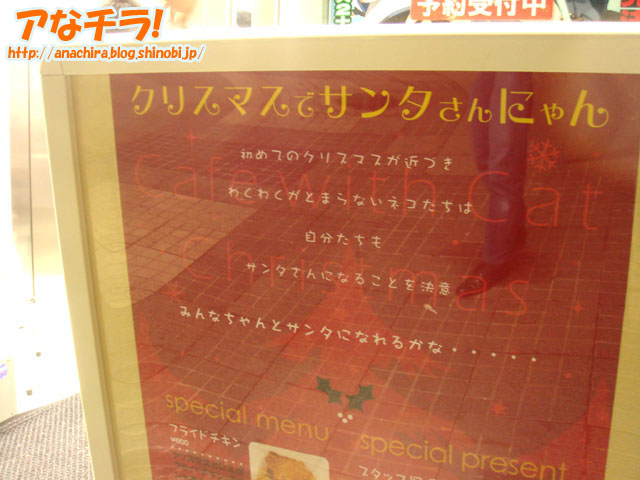 アなチラ!
http://anachira.blog.shinobi.jp/
予約受付中
クリスマスでサンタさんにゃん
初めてのクリスマスが近づき
わくわくがとまらないネコたちは
自分たちも
サンタさんになることを決意
みんなちゃんとサンタになれるかな・・・・・
Cafe with Cat
Christmas
special menu
フライドチキン
¥600
special present
スタッフ